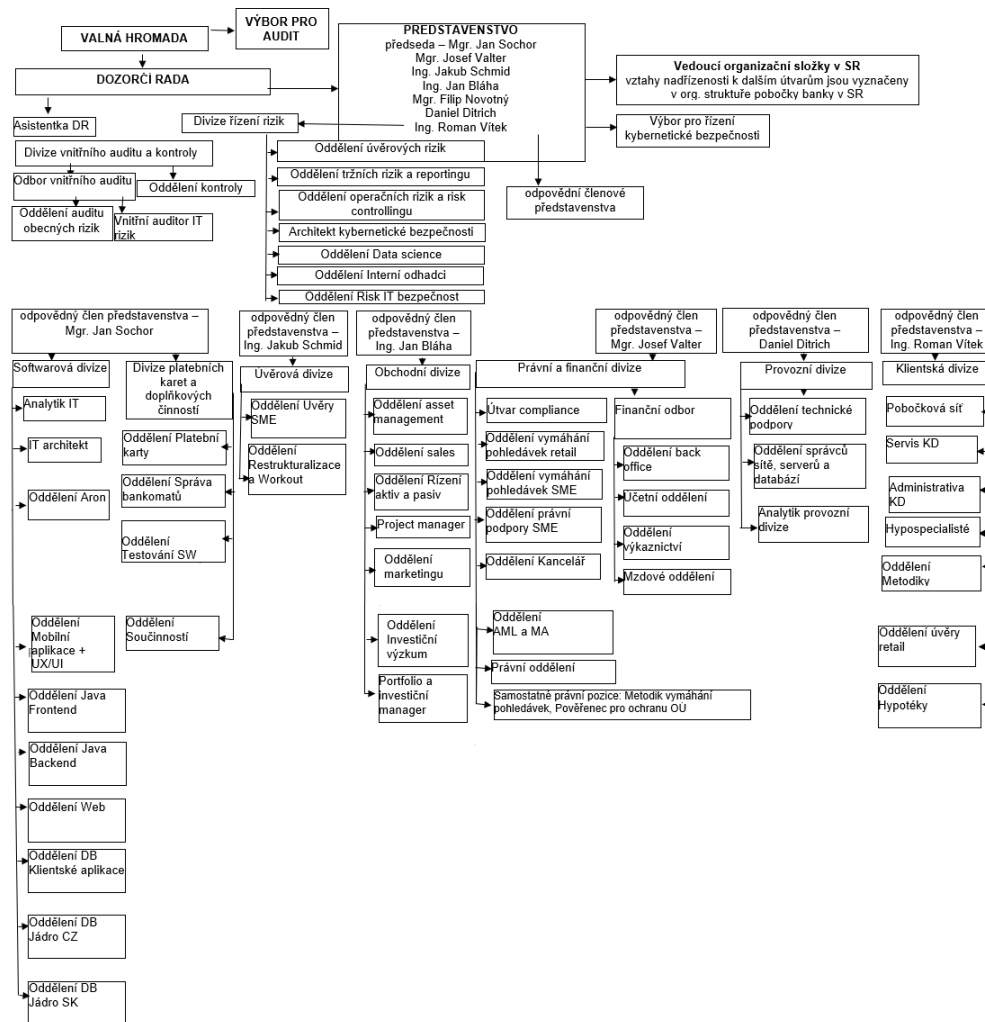 VALNÁ HROMADA
VÝBOR PRO
AUDIT
DOZORČÍ RADA
Asistentka DR
PŘEDSTAVENSTVO
předseda – Mgr. Jan Sochor
Mgr. Josef Valter
Ing. Jakub Schmid
Ing. Jan Bláha
Mgr. Filip Novotný
Daniel Ditrich
Ing. Roman Vítek
Vedoucí organizační složky v SR
vztahy nadřízenosti k dalším útvarům jsou vyznačeny
v org. struktuře pobočky banky v SR
Výbor pro řízení
kybernetické bezpečnosti
odpovědní členové
představenstva
Divize řízení rizik
Oddělení úvěrových rizik
Oddělení tržních rizik a reportingu
Oddělení operačních rizik a risk
controllingu
Architekt kybernetické bezpečnosti
Oddělení Data science
Oddělení Interní odhadci
Oddělení Risk IT bezpečnost
Divize vnitřního auditu a kontroly
Odbor vnitřního auditu
Oddělení kontroly
Oddělení auditu
obecných rizik
Vnitřní auditor IT
rizik
odpovědný člen představenstva –
Mgr. Jan Sochor
Softwarová divize
Analytik IT
IT architekt
Oddělení Aron
Oddělení
Mobilní
aplikace +
UX/UI
Oddělení Java
Frontend
Oddělení Java
Backend
Oddělení Web
Oddělení DB
Klientské aplikace
Oddělení DB
Jádro CZ
Oddělení DB
Jádro SK
Divize platebních
karet a
doplňkových
činností
Oddělení Platební
karty
Oddělení Správa
bankomatů
Oddělení
Testování SW
Oddělení
Součinností
odpovědný člen
představenstva –
Ing. Jakub Schmid
Úvěrová divize
Oddělení Uvěry
SME
Oddělení
Restrukturalizace
a Workout
odpovědný člen
představenstva –
Ing. Jan Bláha
Obchodní divize
Oddělení asset
management
Oddělení sales
Oddělení Rízení
aktiv a pasiv
Project manager
Oddělení
marketingu
Oddělení
Investiční
výzkum
Portfolio a
investiční
manager
odpovědný člen
představenstva –
Mgr. Josef Valter
Právní a finanční divize
Útvar compliance
Oddělení vymáhání
pohledávek retail
Oddělení vymáhání
pohledávek SME
Oddělení právní
podpory SME
Oddělení Kancelář
Oddělení
AML a MA
Právní oddělení
Samostatné právní pozice: Metodik vymáhání
pohledávek, Pověřenec pro ochranu OÚ
Finanční odbor
Oddělení back
office
Učetní oddělení
Oddělení
výkaznictví
Mzdové oddělení
odpovědný člen
představenstva–
Daniel Ditrich
Provozní divize
Oddělení technické
podpory
Oddělení správců
sítě, serverů a
databází
Analytik provozní
divize
odpovědný člen
představenstva –
Ing. Roman Vítek
Klientská divize
Pobočková síť
Servis KD
Administrativa
KD
Hypospecialisté
Oddělení
Metodiky
Oddělení úvěry
retail
Oddělení
Hypotéky